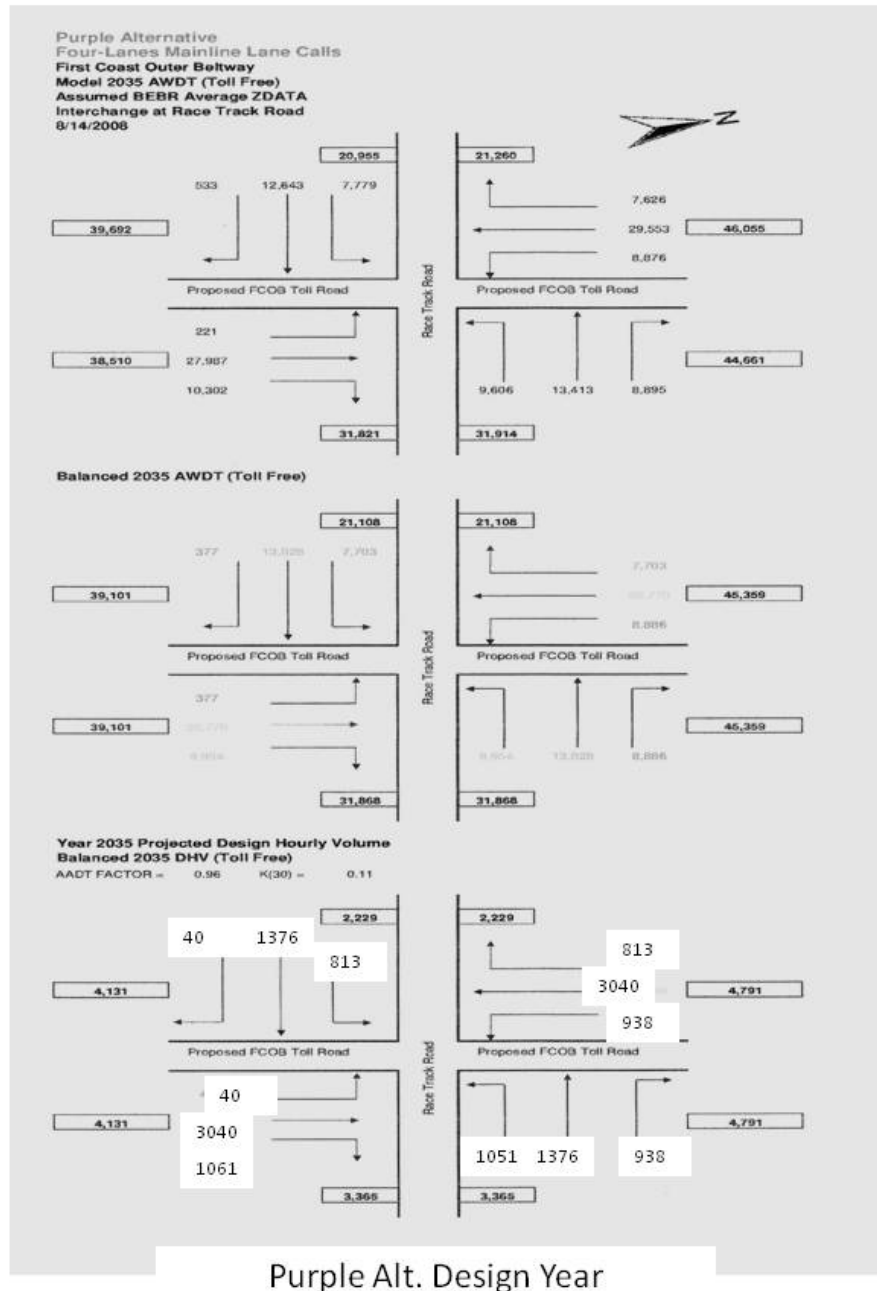 Purple Alternative
Four-Lanes Mainline Lane Calls
First Coast Outer Beltway
Model 2035 AWDT (Toll Free)
Assumed BEBR Average ZDATA
Interchange at Race Track Road
8/14/2008
N
20,955 21,260
533 12,643 7,779
7,626
39,692 29,553 46,055
8,876
Proposed FCOB Toll Road Proposed FCOB Toll Road
Race Track Road
221
38,510 27,987 44,661
10,302 9,606 13,413 8,895
31,821 31,914
Balanced 2035 AWDT (Toll Free)
21,108 21,108
377 13,028 7,703
7,703
39,101 45,359
8,886
Proposed FCOB Toll Road Proposed FCOB Toll Road
Race Track Road
377
39,101 45,359
9,954 9,954 13,028 8,886
31,868 31,868
Year 2035 Projected Design Hourly Volume
Balanced 2035 DHV (Toll Free)
AADT FACTOR = 0.96 K(30) = 0.11
2,229 2,229
40 1376 813
813
4,131 3040 4,791
938
Proposed FCOB Toll Road Proposed FCOB Toll Road
Race Track Road
40
4,131 3040 4,791
1061 1051 1376 938
3,365 3,365
Purple Alt. Design Year